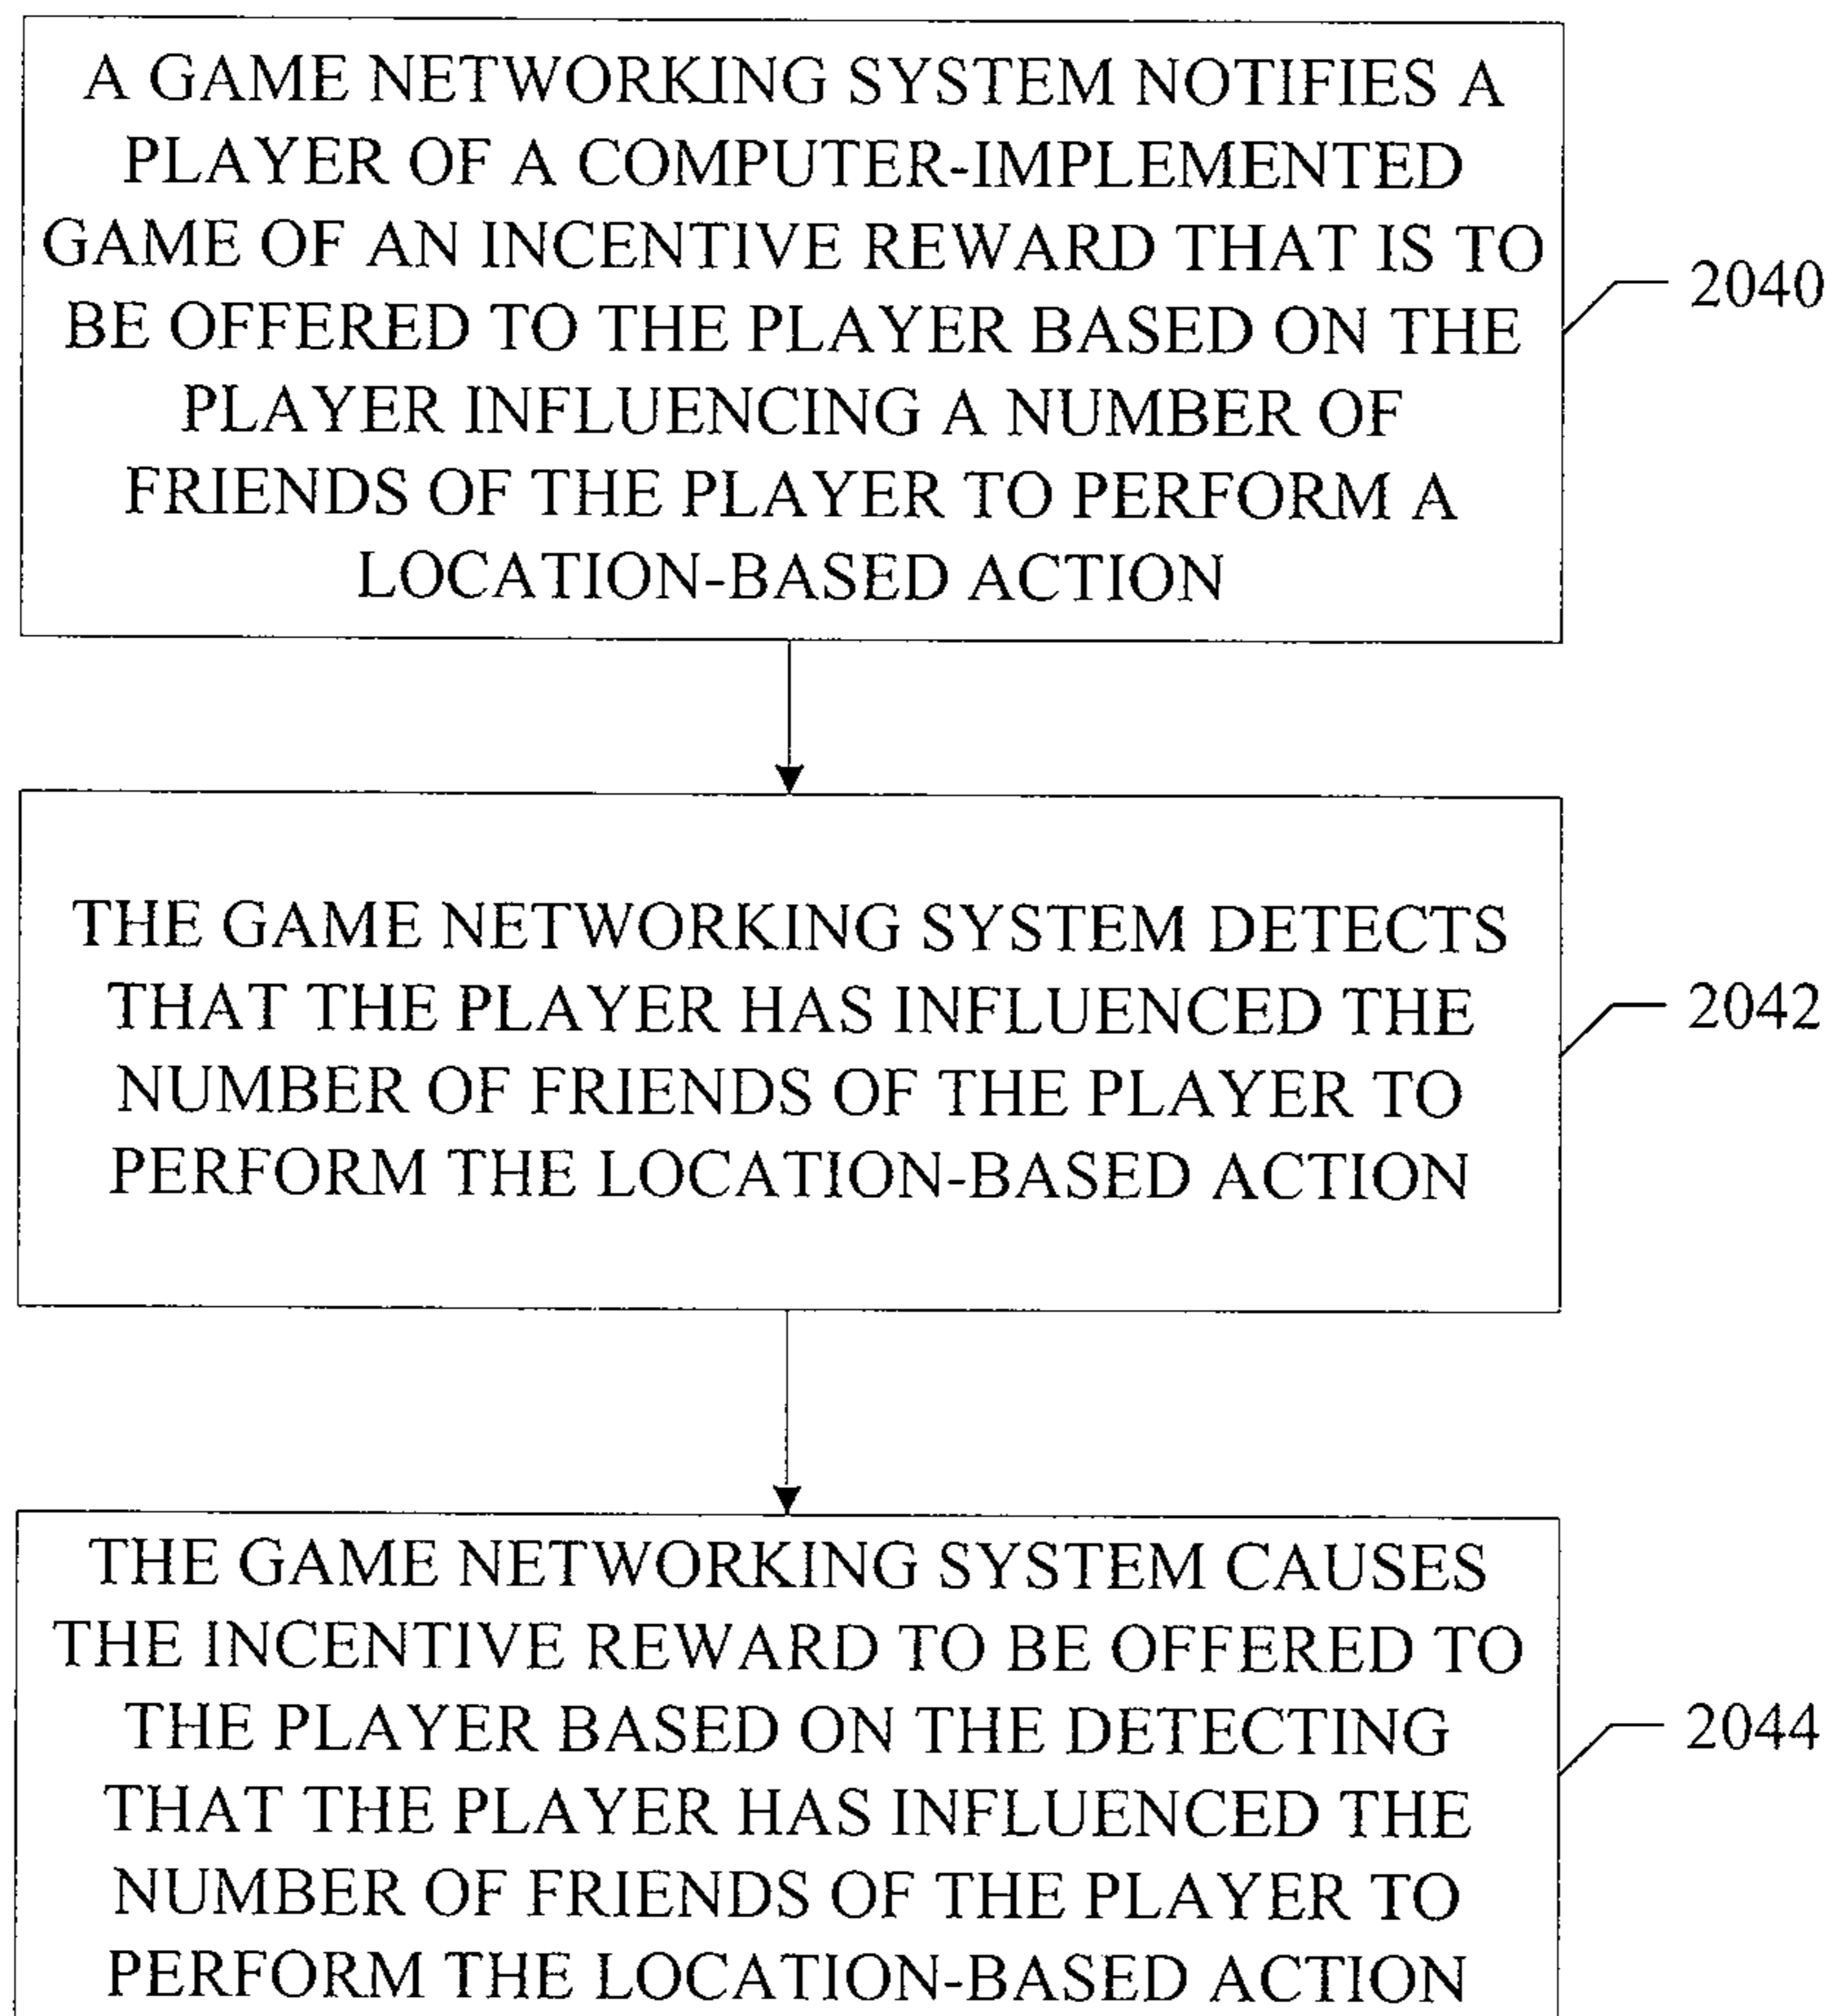 A GAME NETWORKING SYSTEM NOTIFIES A
PLAYER OF A COMPUTER-IMPLEMENTED
GAME OF AN INCENTIVE REWARD THAT IS TO
BE OFFERED TO THE PLAYER BASED ON THE
PLAYER INFLUENCING A NUMBER OF
FRIENDS OF THE PLAYER TO PERFORM A
LOCATION-BASED ACTION
2040
THE GAME NETWORKING SYSTEM DETECTS
THAT THE PLAYER HAS INFLUENCED THE
NUMBER OF FRIENDS OF THE PLAYER TO
PERFORM THE LOCATION-BASED ACTION
2042
THE GAME NETWORKING SYSTEM CAUSES
THE INCENTIVE REWARD TO BE OFFERED TO
THE PLAYER BASED ON THE DETECTING
THAT THE PLAYER HAS INFLUENCED THE
NUMBER OF FRIENDS OF THE PLAYER TO
PERFORM THE LOCATION-BASED ACTION
2044